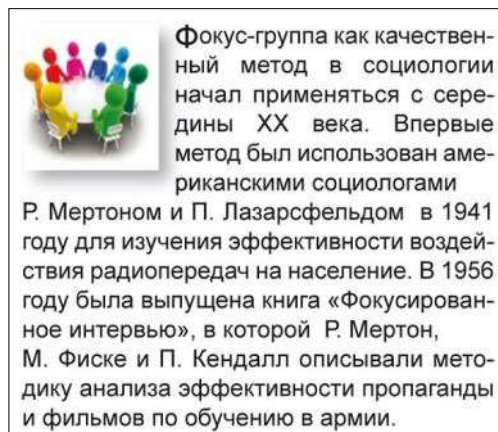 Фокус-группа как качествен-
ный метод в социологии
начал применяться с сере-
дины XX века. Впервые
метод был использован аме-
риканскими социологами
Р. Мертоном и П. Лазарсфельдом в 1941
году для изучения эффективности воздей-
ствия радиопередач на население. В 1956
году была выпущена книга «Фокусирован-
ное интервью», в которой Р. Мертон,
М. Фиске и П. Кендалл описывали мето-
дику анализа эффективности пропаганды
и фильмов по обучению в армии.